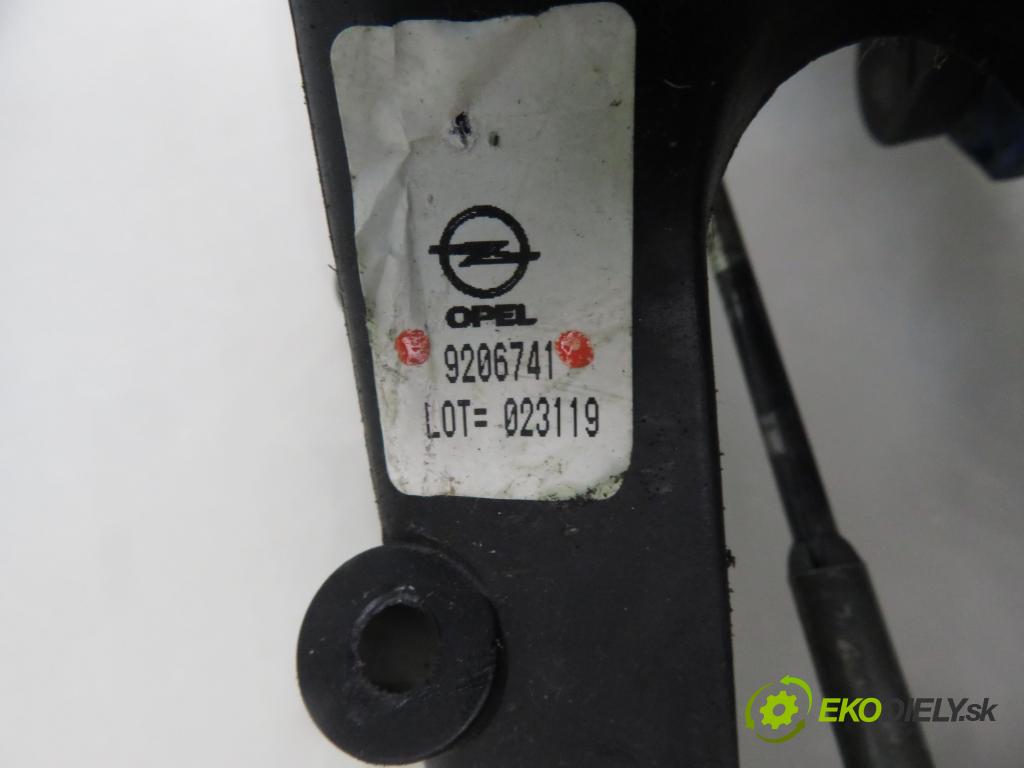 OPEL
9206741
LOT= 023119
EKODIELY.sk